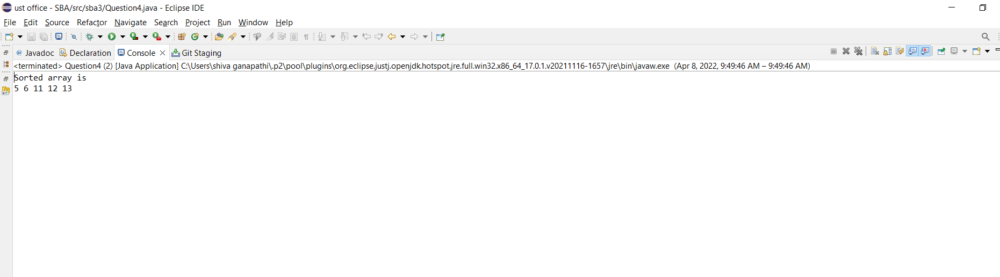 ust office - SBA/src/sba3/Question4.java - Eclipse IDE
File Edit Source Refactor Navigate Search Project Run Window Help
@ Javadoc Declaration Console Git Staging
<terminated> Question4 (2) [Java Application] C:\Users\shiva ganapathi\.p2\pool\plugins\org.eclipse.justj.openjdk.hotspot.jre.full.win32.x86_64_17.0.1.v20211116-1657\jre\bin\javaw.exe (Apr 8, 2022, 9:49:46 AM – 9:49:46 AM)
Sorted array is
5 6 11 12 13
GIT